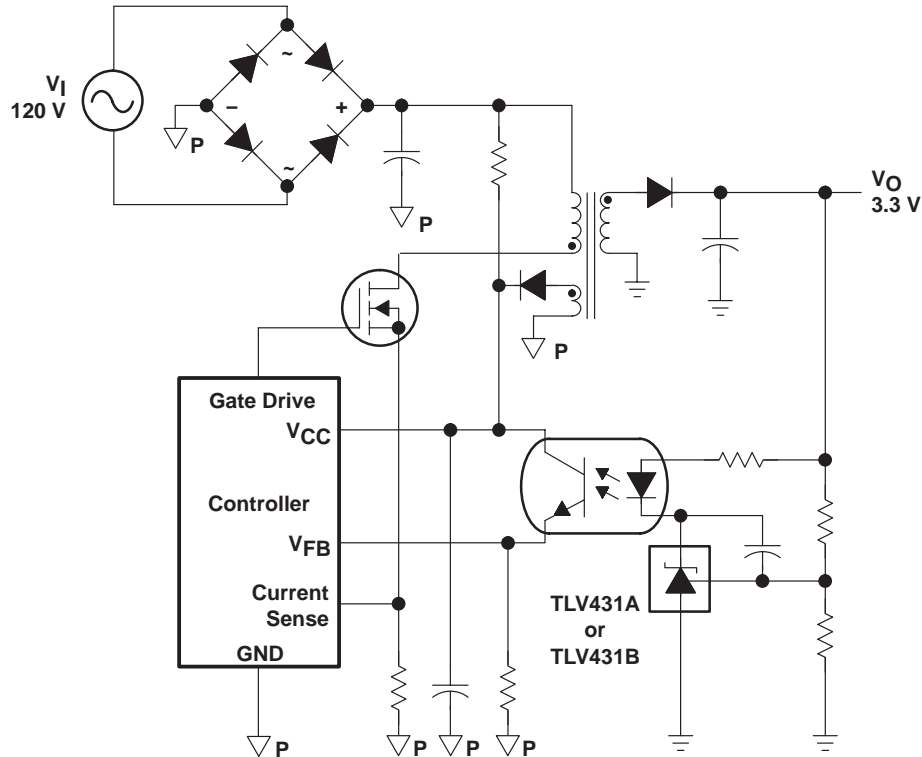 ~
VI
120 V
−
+
P
~
P
VO
3.3 V
P
Gate Drive
VCC
Controller
VFB
Current
Sense
GND
TLV431A
or
TLV431B
P
P
P
P